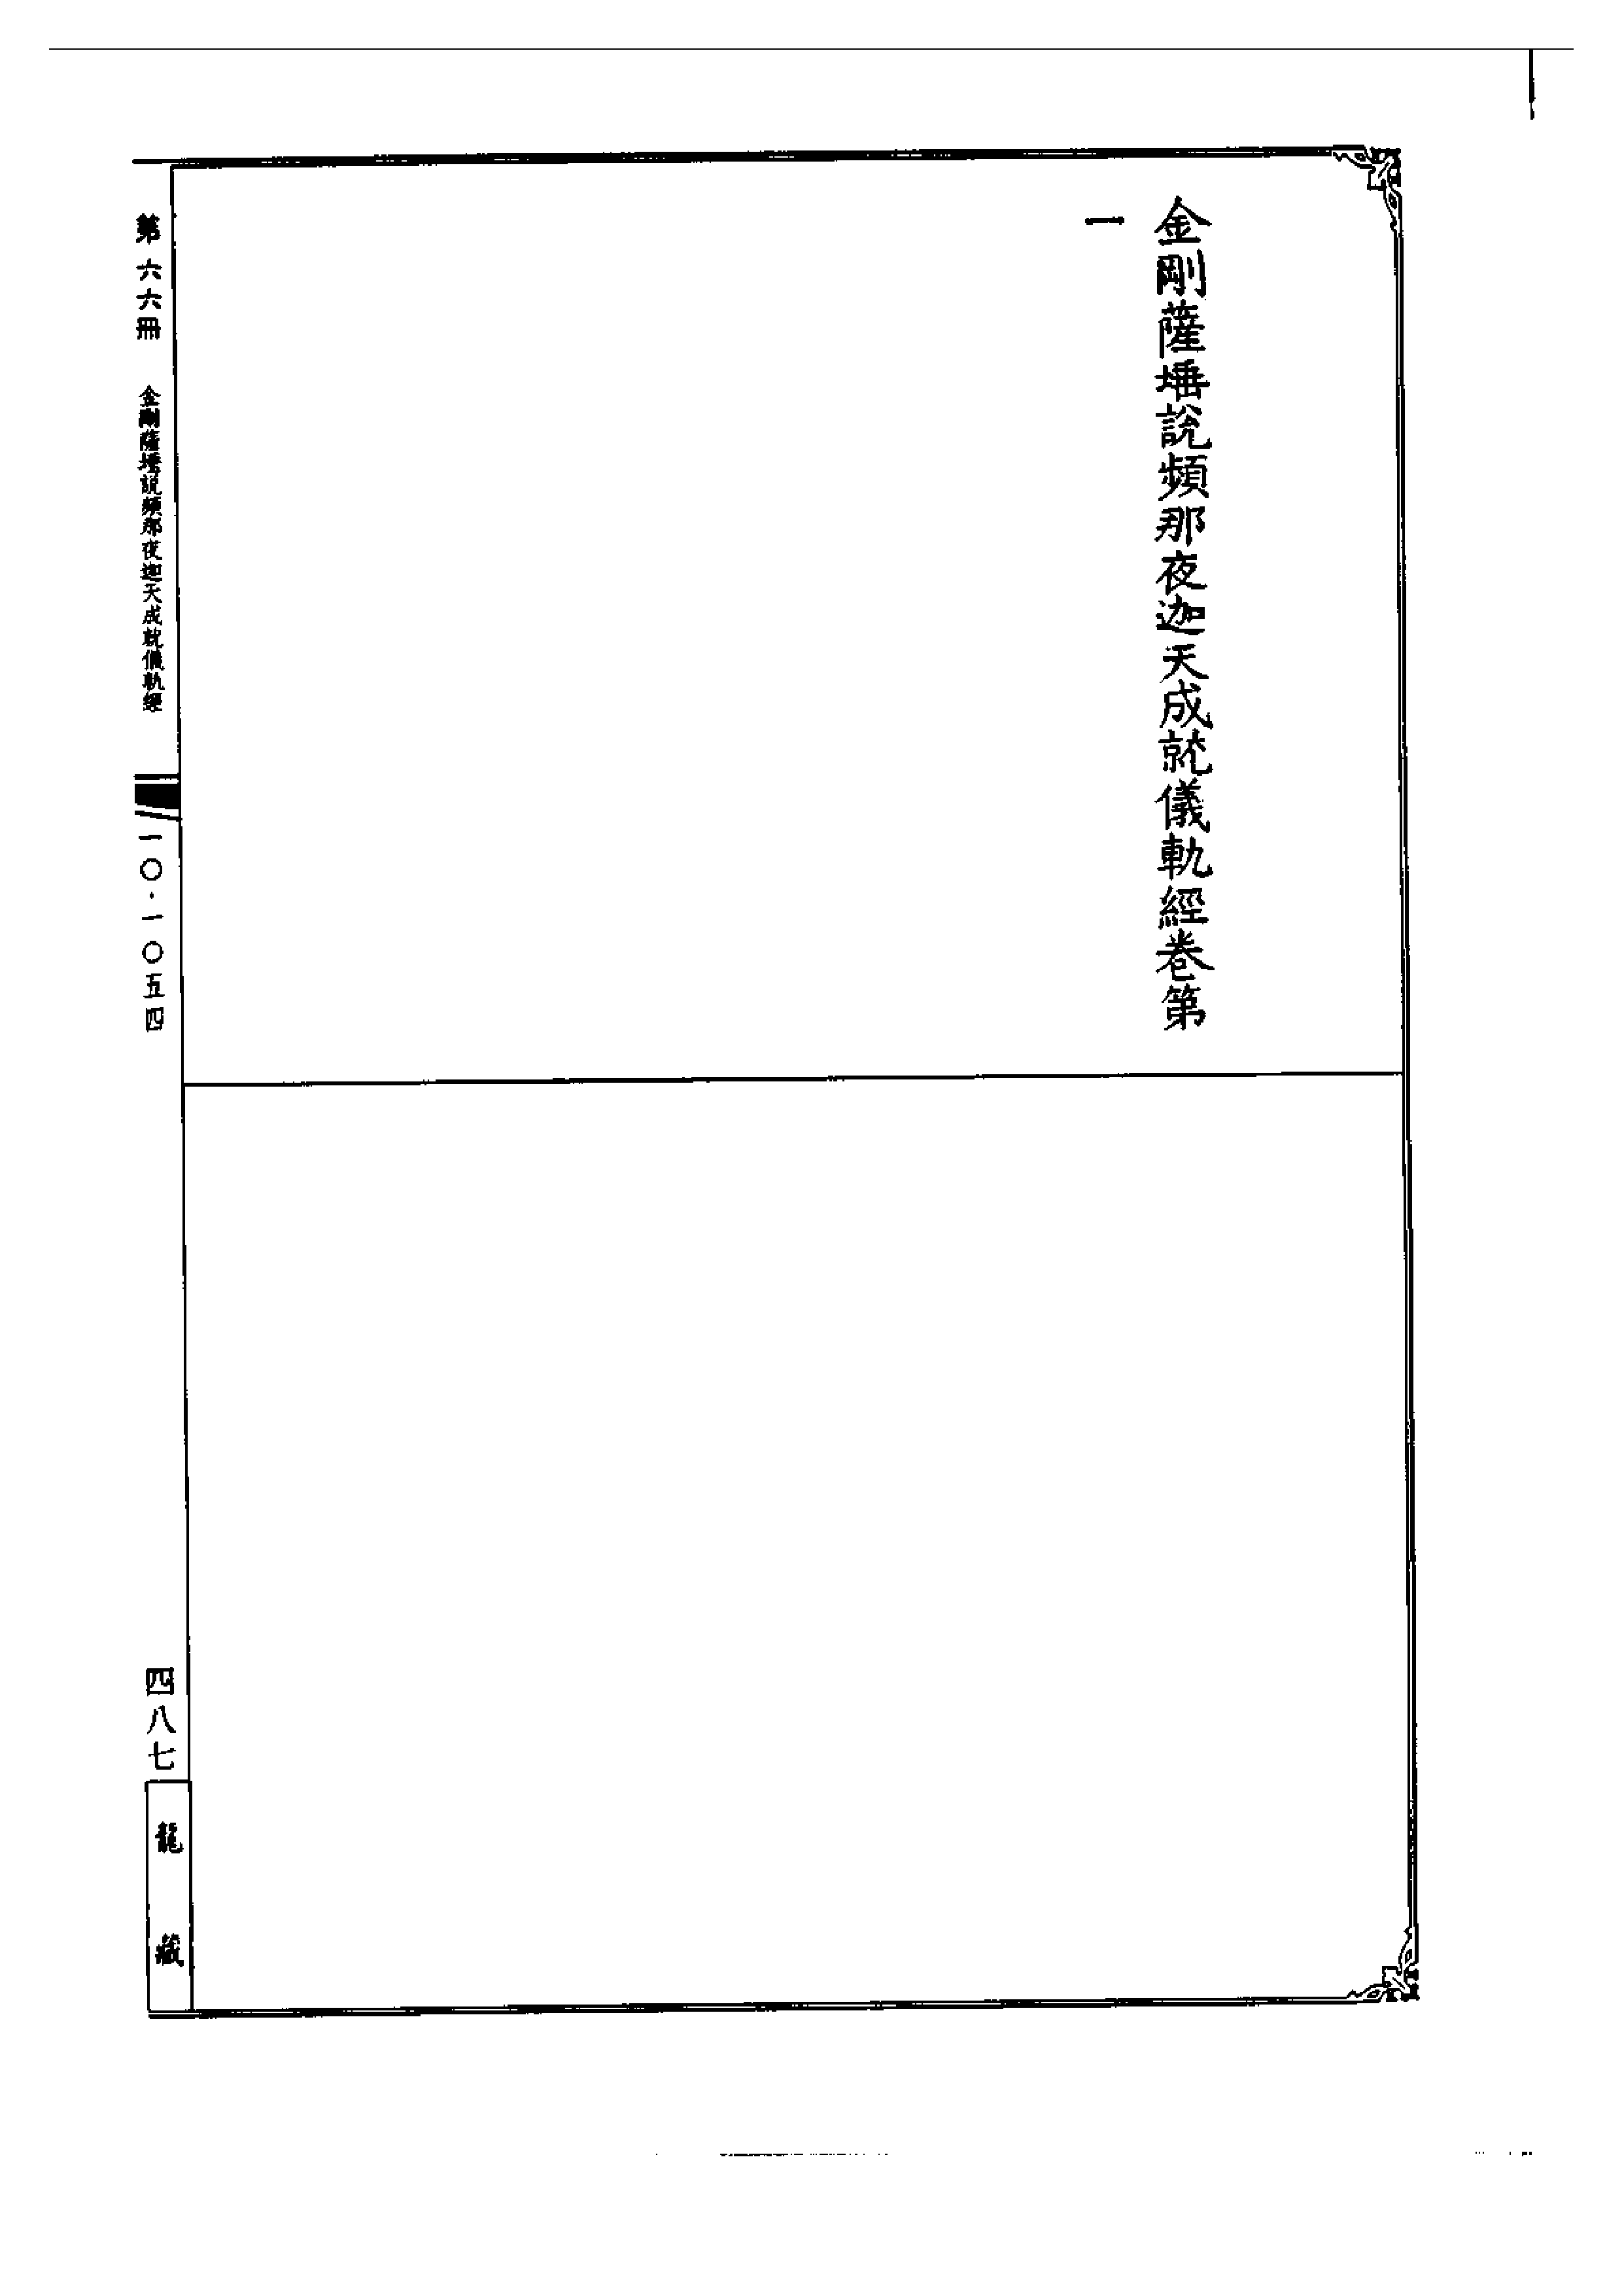 金剛薩埵說頻那夜迦天成就儀軌經卷第
一
第六六冊 金剛薩埵說頻那夜迦天成就儀軌經 一〇·一〇五四 四八七
龍藏